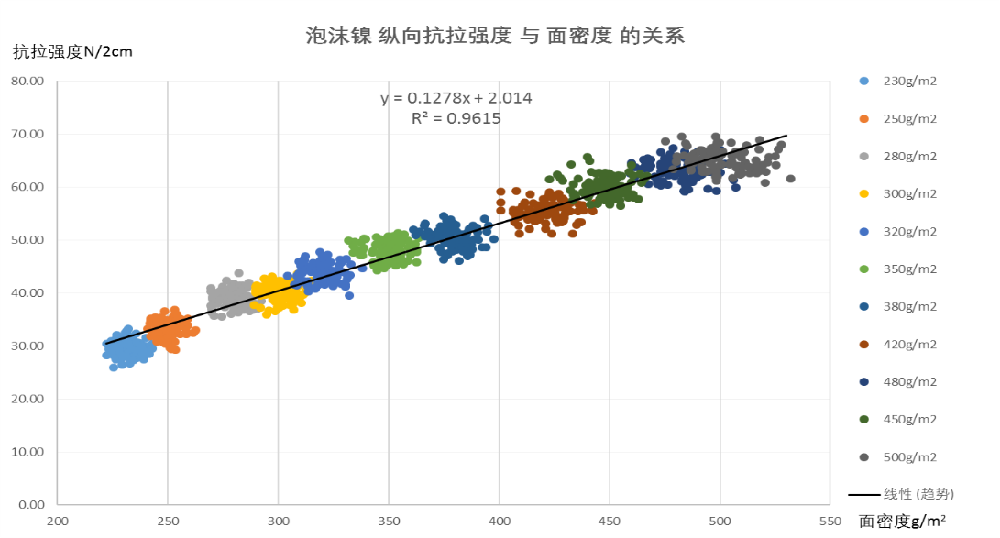 泡沫镍 纵向抗拉强度 与 面密度 的关系
抗拉强度N/2cm
y = 0.1278x + 2.014
R² = 0.9615
80.00
70.00
60.00
50.00
40.00
30.00
20.00
10.00
0.00
200 250 300 350 400 450 500 550
230g/m2
250g/m2
280g/m2
300g/m2
320g/m2
350g/m2
380g/m2
420g/m2
480g/m2
450g/m2
500g/m2
线性 (趋势)
面密度g/m²